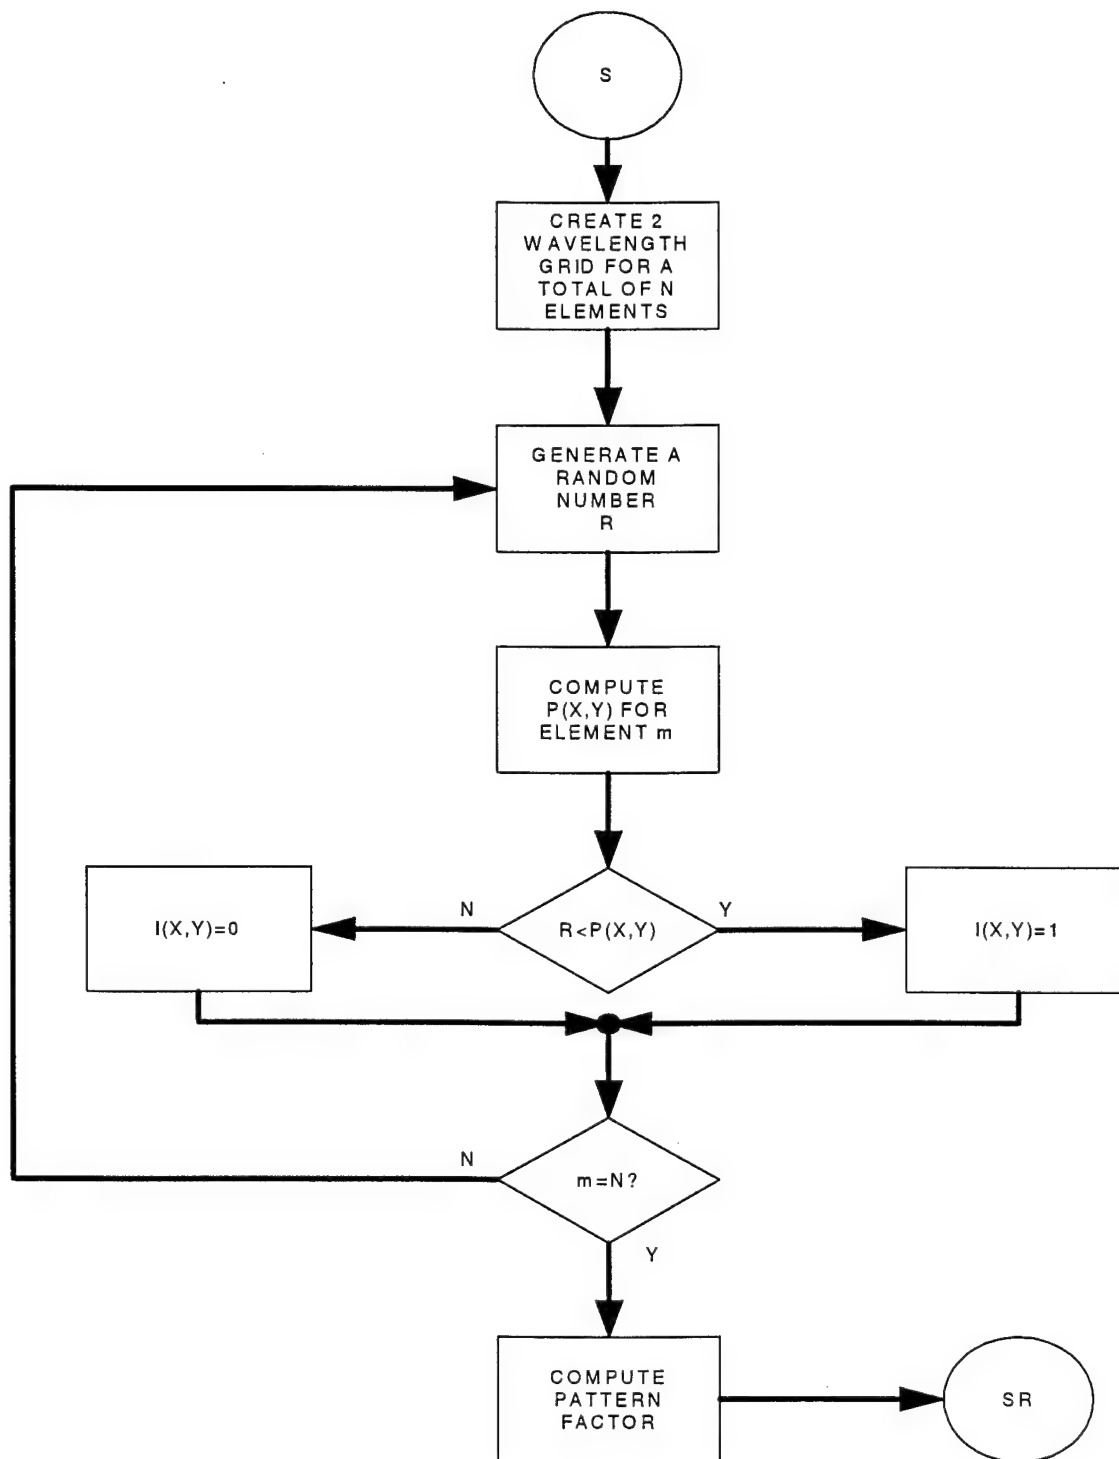 S
CREATE 2
WAVELENGTH
GRID FOR A
TOTAL OF N
ELEMENTS
GENERATE A
RANDOM
NUMBER
R
COMPUTE
P(X,Y) FOR
ELEMENT m
I(X,Y)=0
N
R<P(X,Y)
Y
I(X,Y)=1
N
m=N?
Y
COMPUTE
PATTERN
FACTOR
SR